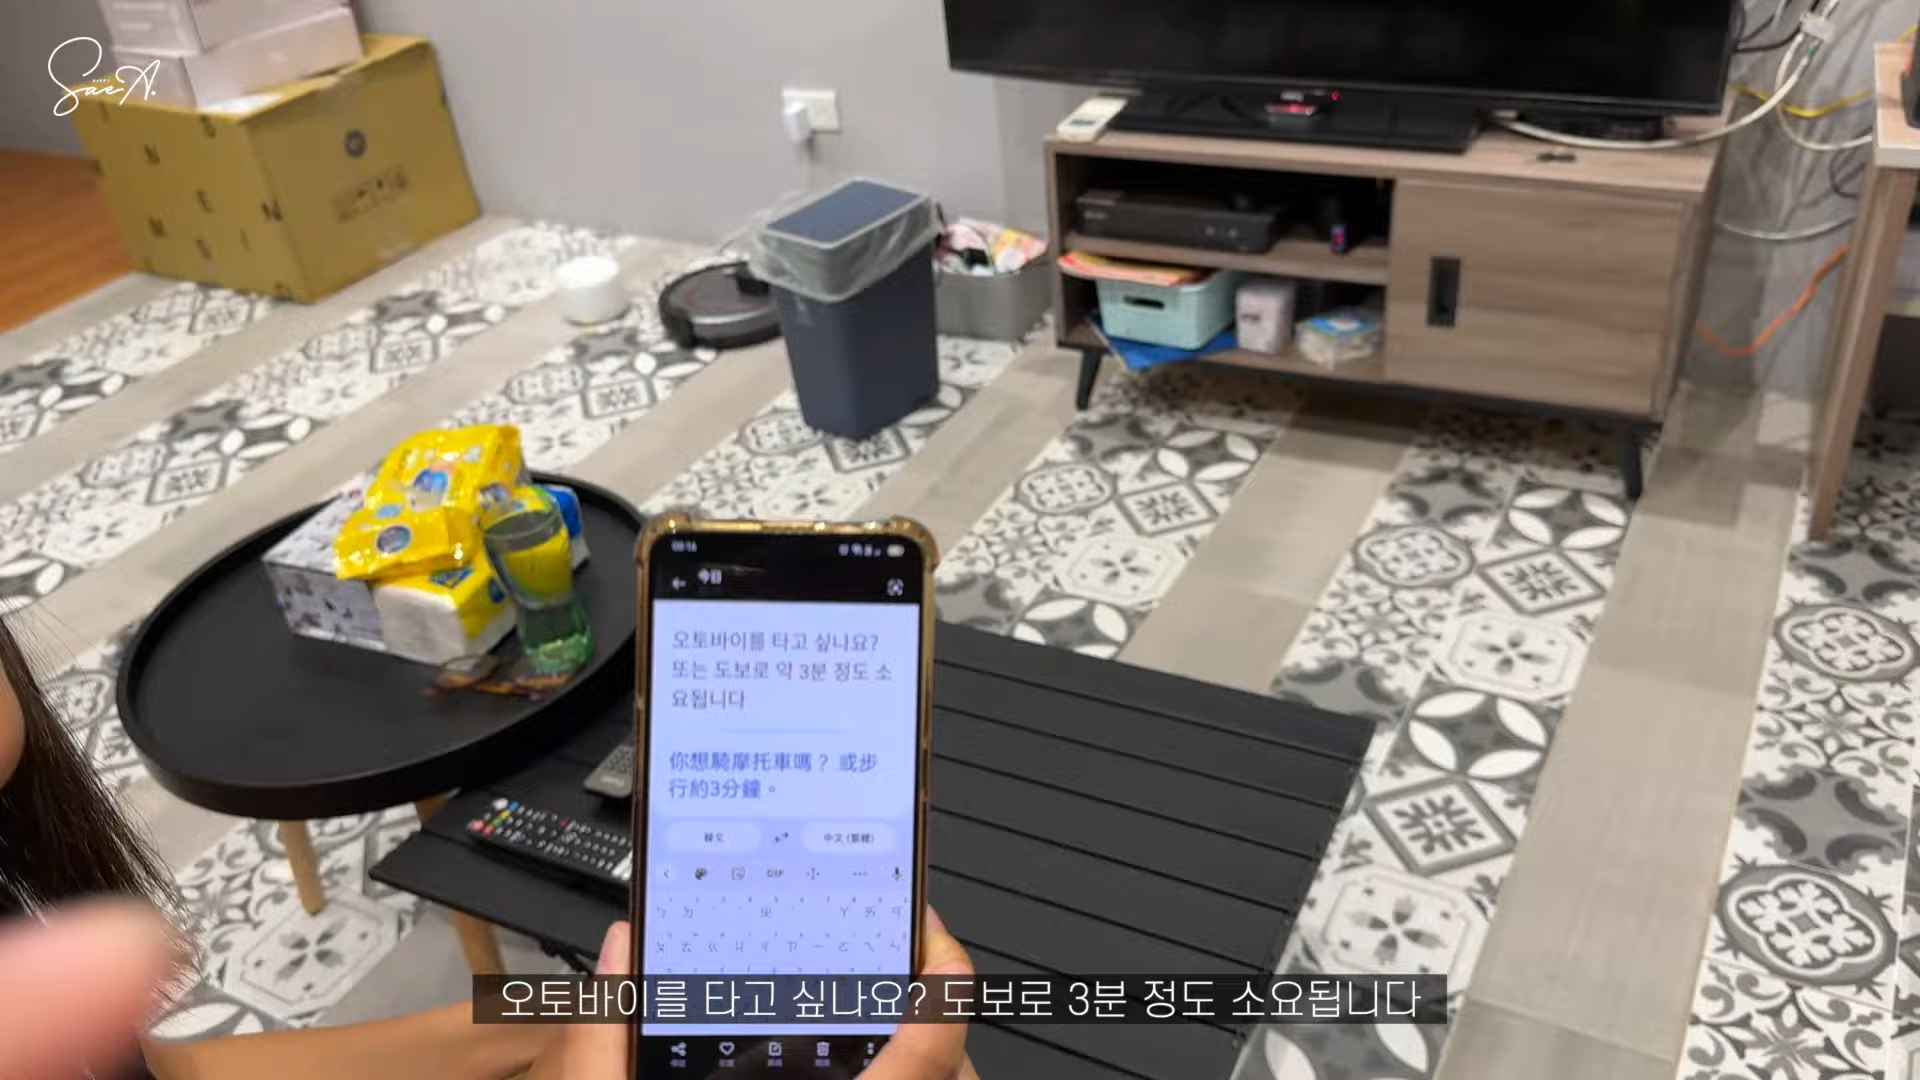 SaeA.
오토바이를 타고 싶나요?
또는 도보로 약 3분 정도 소
요됩니다
你想騎摩托車嗎？ 或步
行約3分鐘。
韓文
中文 (繁體)
GIF
오토바이를 타고 싶나요? 도보로 3분 정도 소요됩니다